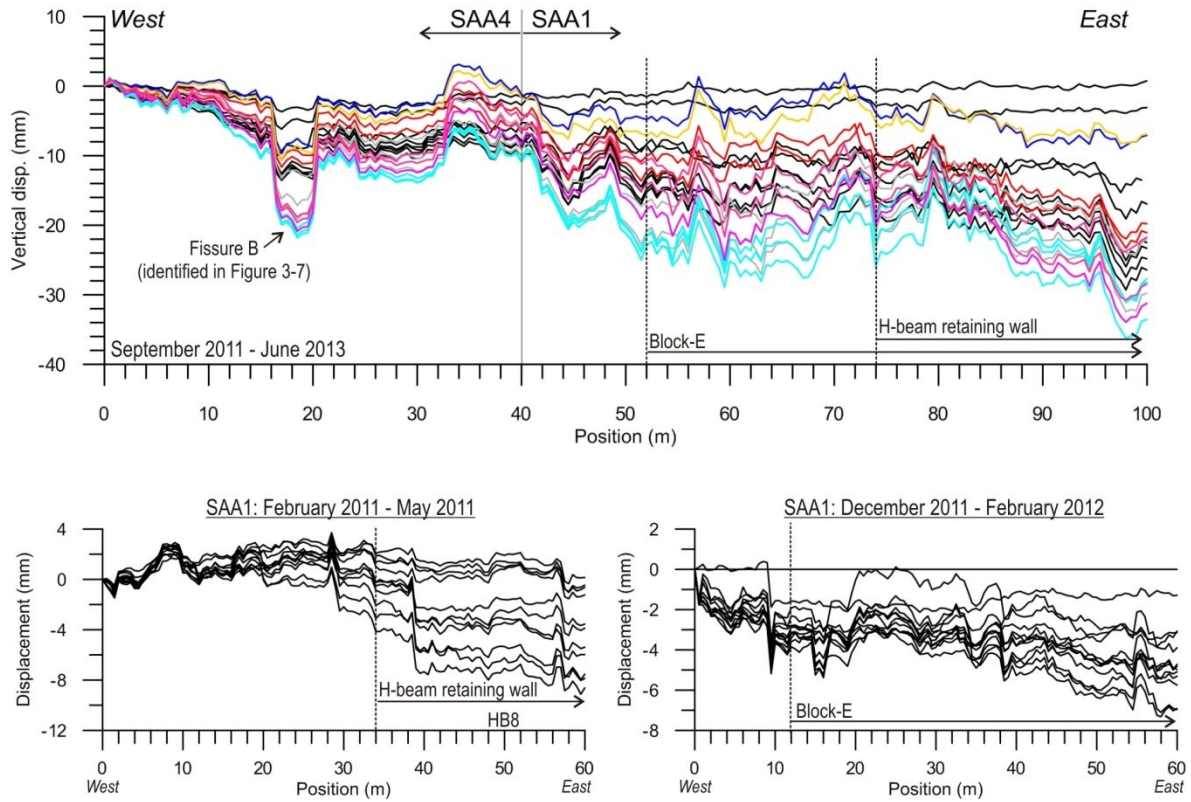 West
SAA4
SAA1
East
10
0
-10
-20
-30
-40
Vertical disp. (mm)
Fissure B
(identified in Figure 3-7)
H-beam retaining wall
Block-E
September 2011 - June 2013
0 10 20 30 40 50 60 70 80 90 100
Position (m)
SAA1: February 2011 - May 2011
4
0
-4
-8
-12
Displacement (mm)
H-beam retaining wall
HB8
0 10 20 30 40 50 60
West
Position (m)
East
SAA1: December 2011 - February 2012
2
0
-2
-4
-6
-8
Displacement (mm)
Block-E
0 10 20 30 40 50 60
West
Position (m)
East